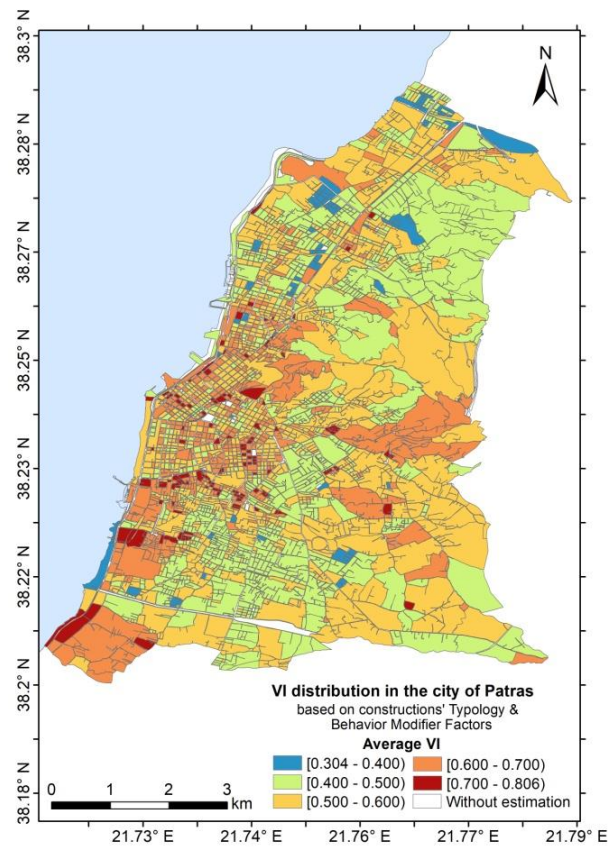 38.3° N
38.28° N
38.27° N
38.25° N
38.23° N
38.22° N
38.2° N
38.18° N
N
VI distribution in the city of Patras
based on constructions' Typology &
Behavior Modifier Factors
Average VI
[0.304 - 0.400)
[0.600 - 0.700)
[0.400 - 0.500)
[0.700 - 0.806)
[0.500 - 0.600)
Without estimation
0 1 2 3
km
21.73° E 21.74° E 21.76° E 21.77° E 21.79° E